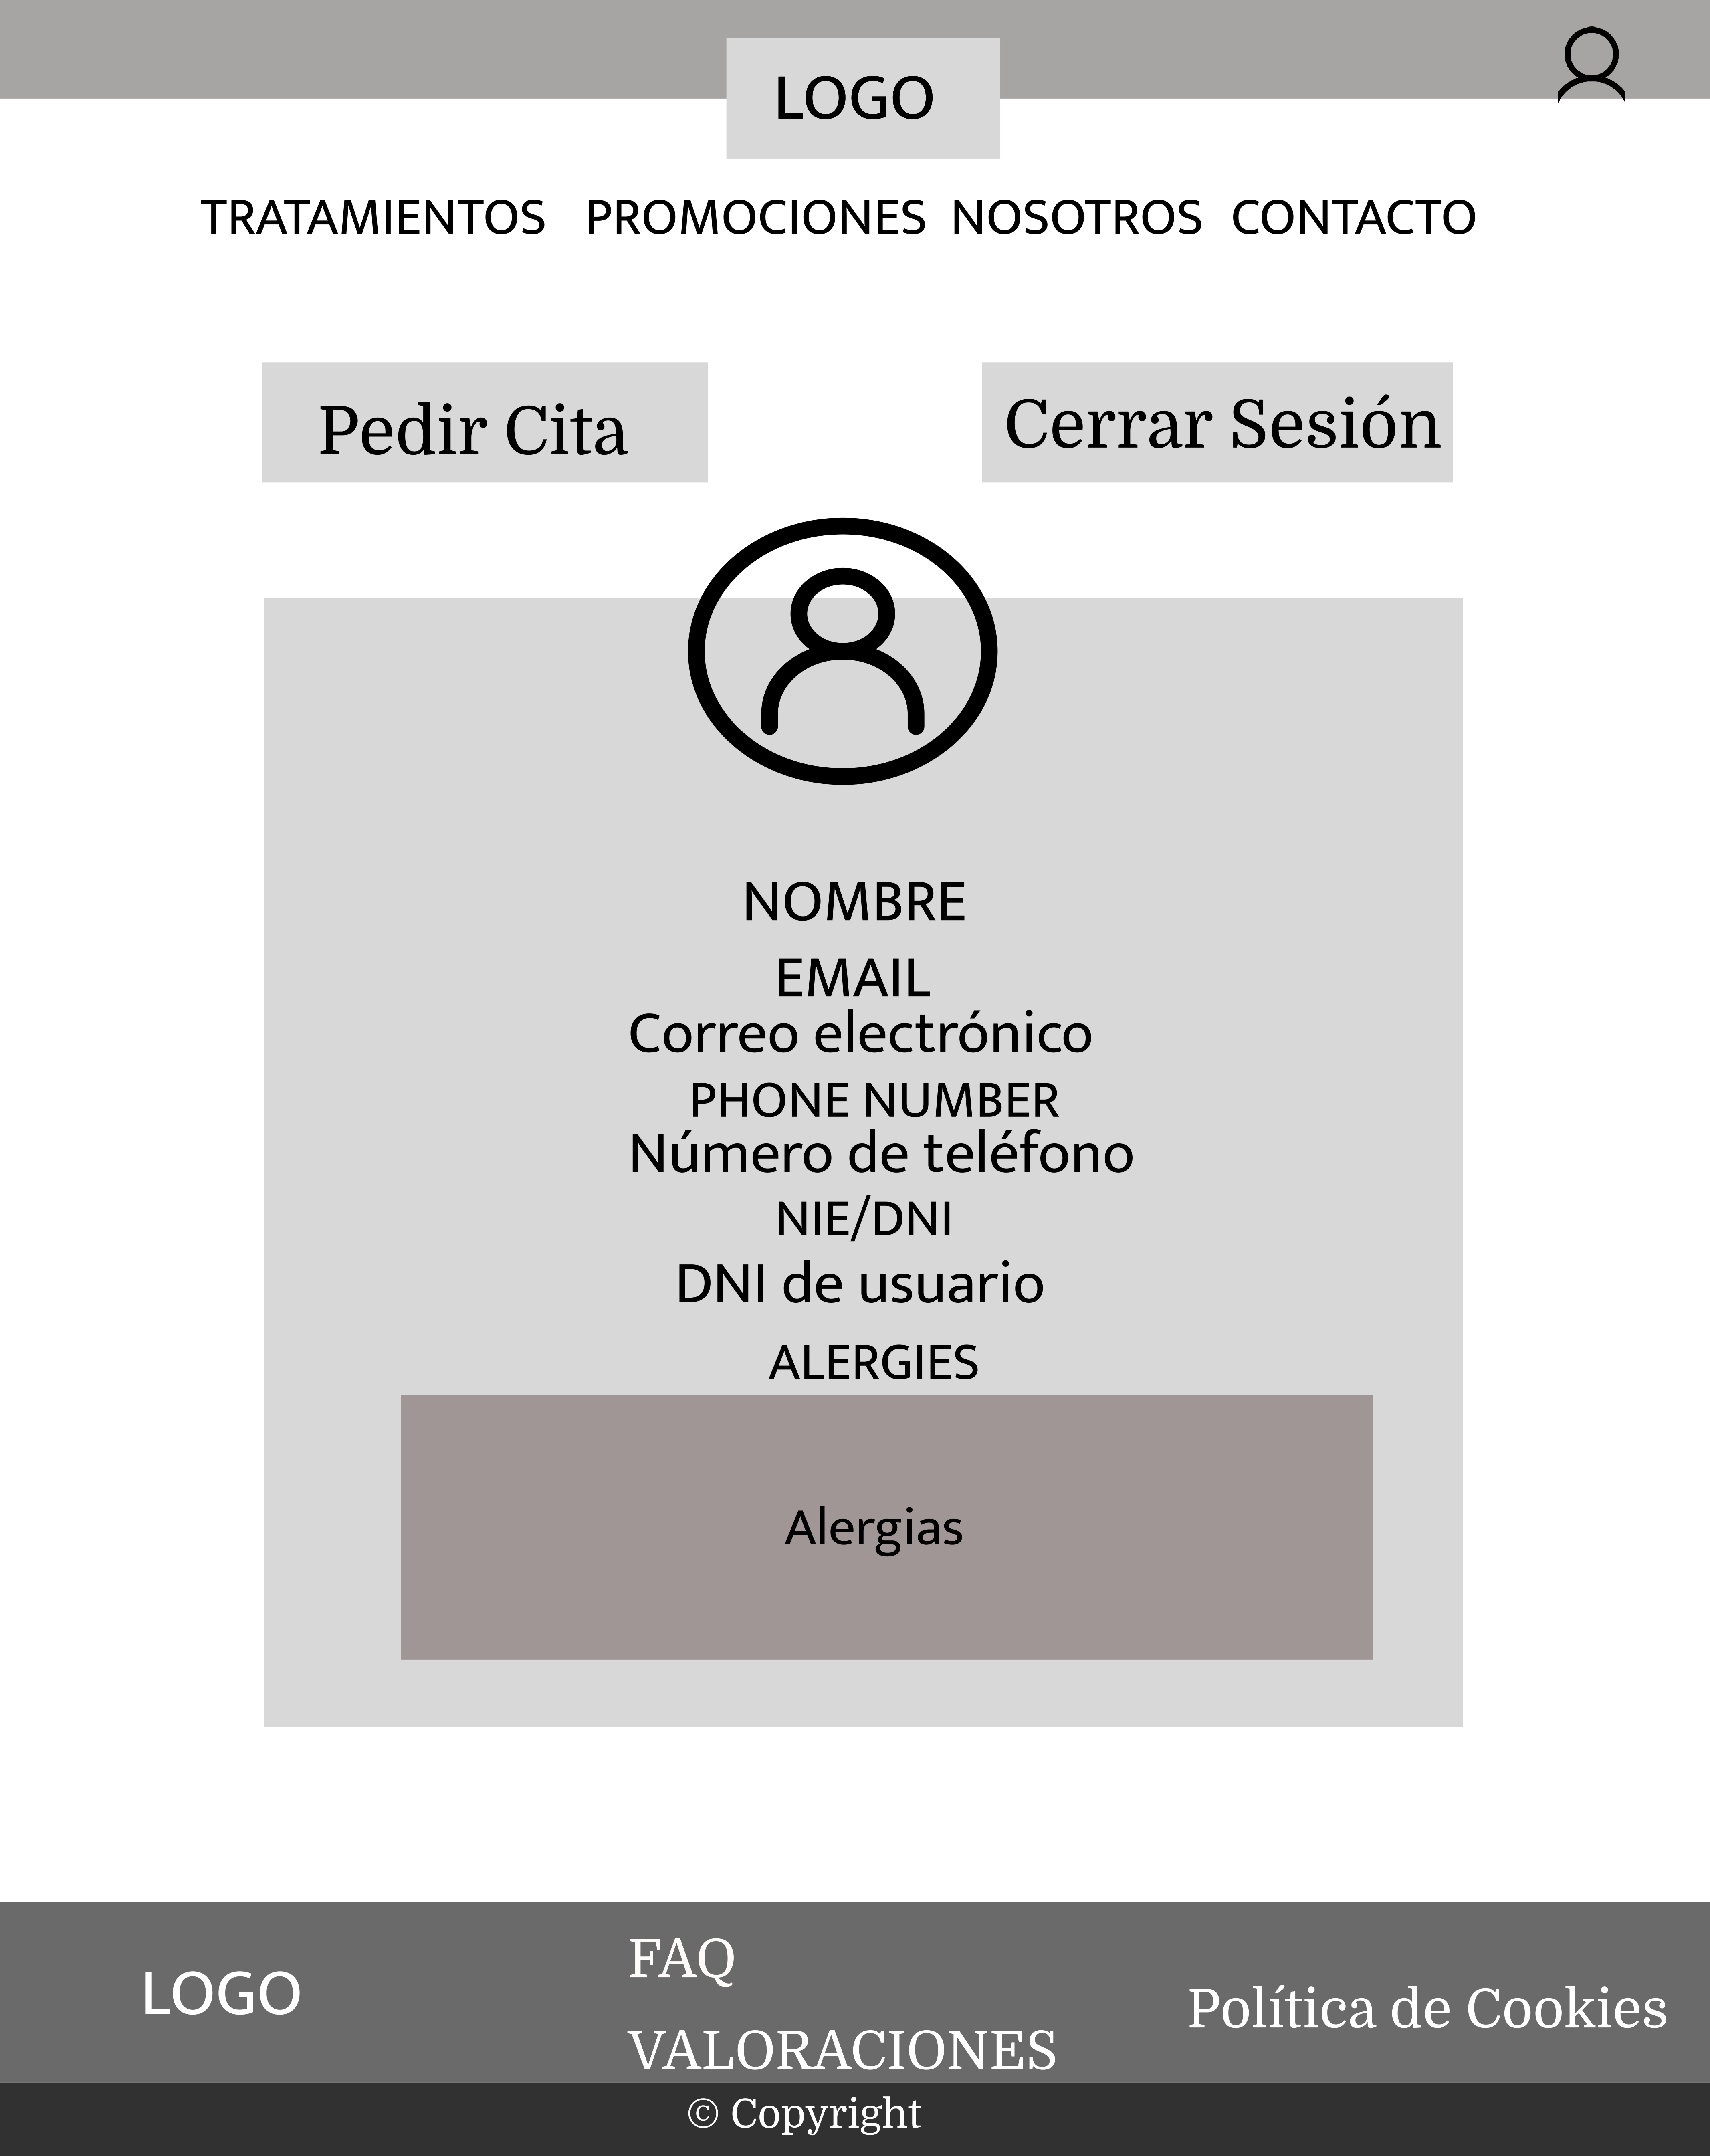 LOGO
TRATAMIENTOS PROMOCIONES NOSOTROS CONTACTO
Pedir Cita
Cerrar Sesión
NOMBRE
EMAIL
Correo electrónico
PHONE NUMBER
Número de teléfono
NIE/DNI
DNI de usuario
ALERGIES
Alergias
LOGO
FAQ
VALORACIONES
Política de Cookies
© Copyright